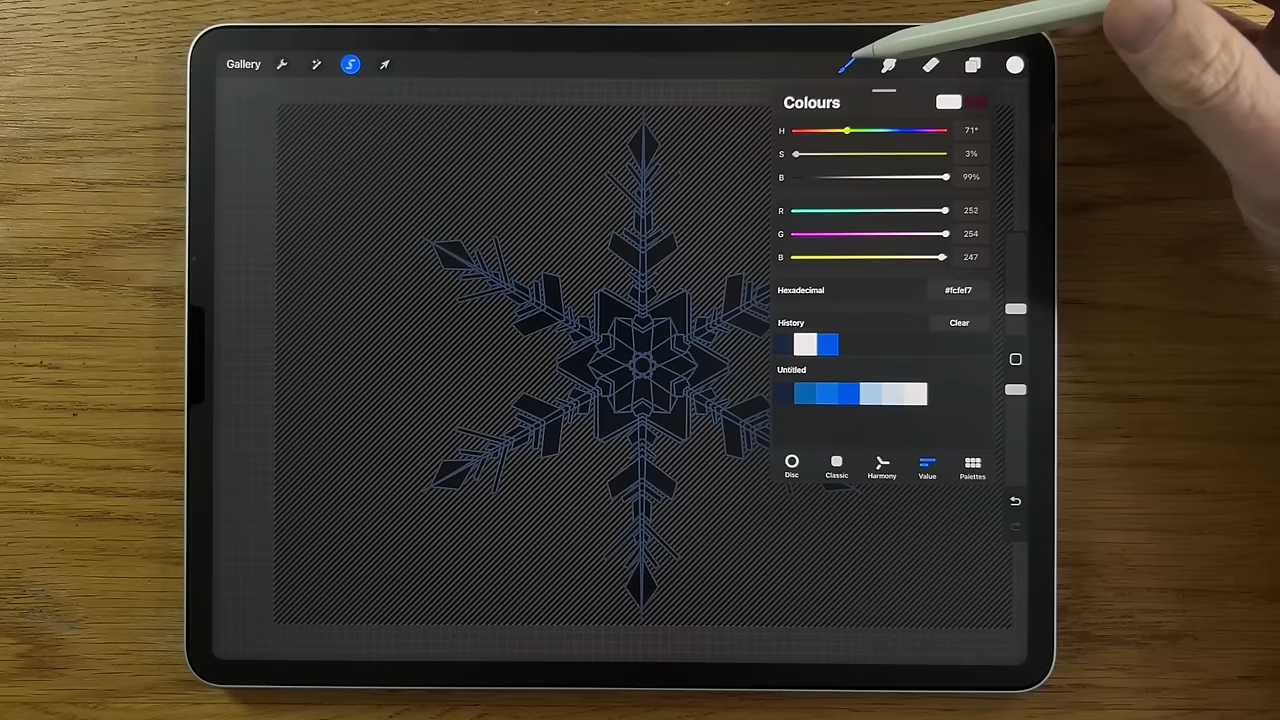 Gallery
Colours
H 71°
S 3%
B 99%
R 252
G 254
B 247
Hexadecimal #fcfef7
History Clear
Untitled
Disc Classic Harmony Value Palettes